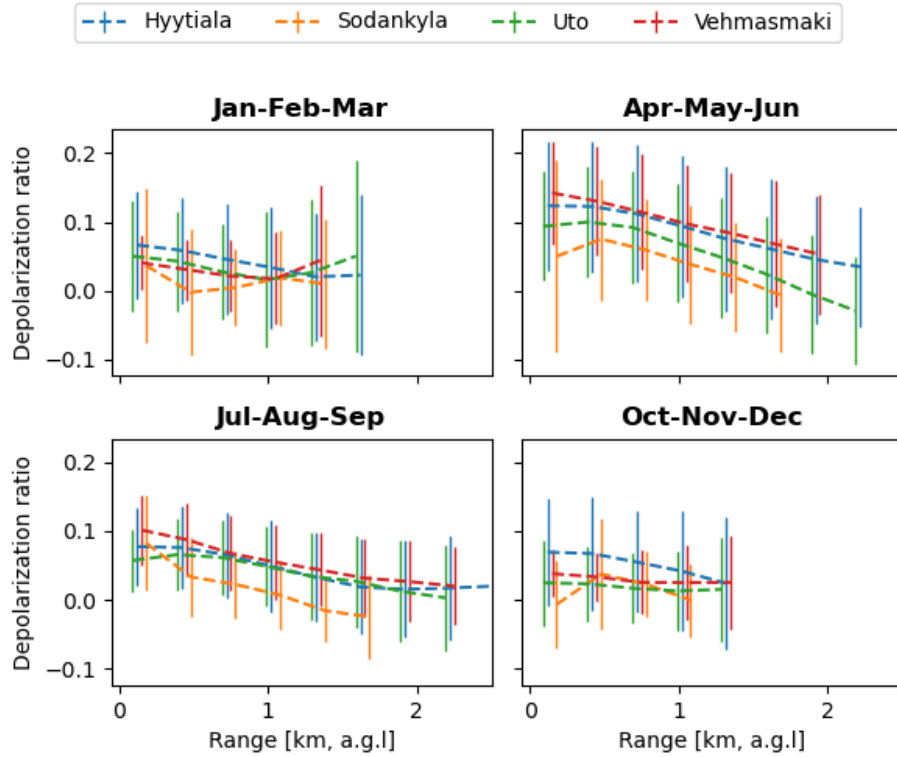 Hyytiala Sodankyla Uto Vehmasmaki
Jan-Feb-Mar Apr-May-Jun
Depolarization ratio
0.2
0.1
0.0
−0.1
Jul-Aug-Sep Oct-Nov-Dec
Depolarization ratio
0.2
0.1
0.0
−0.1
0 1 2 0 1 2
Range [km, a.g.l] Range [km, a.g.l]